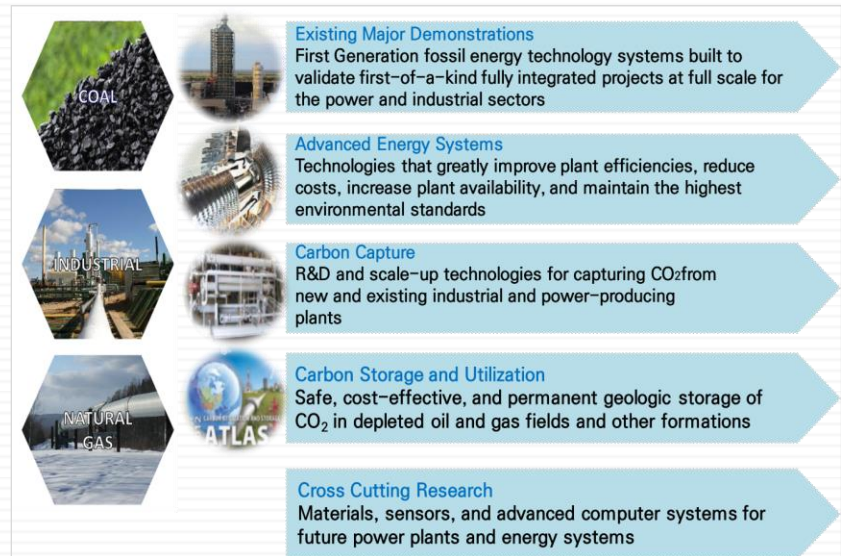 COAL
INDUSTRIAL
NATURAL
GAS
Existing Major Demonstrations
First Generation fossil energy technology systems built to
validate first-of-a-kind fully integrated projects at full scale for
the power and industrial sectors
Advanced Energy Systems
Technologies that greatly improve plant efficiencies, reduce
costs, increase plant availability, and maintain the highest
environmental standards
Carbon Capture
R&D and scale-up technologies for capturing CO₂from
new and existing industrial and power-producing
plants
ATLAS
Carbon Storage and Utilization
Safe, cost-effective, and permanent geologic storage of
CO₂ in depleted oil and gas fields and other formations
Cross Cutting Research
Materials, sensors, and advanced computer systems for
future power plants and energy systems